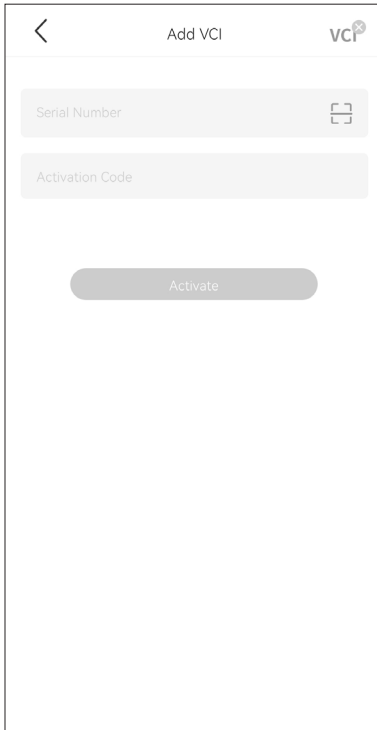 Add VCI
VCI
Serial Number
Activation Code
Activate